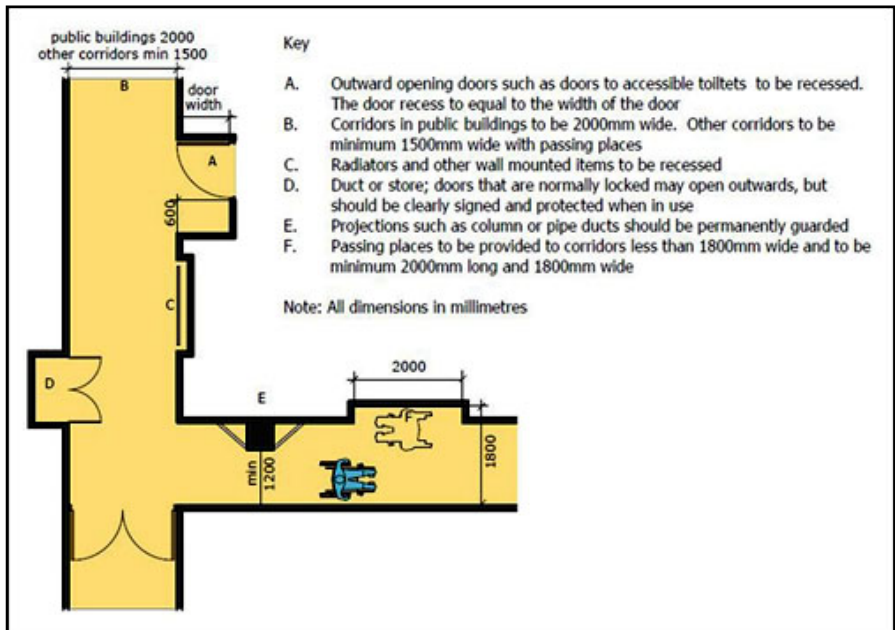 public buildings 2000
other corridors min 1500
B
door
width
A
600
C
D
E
2000
F
min
1200
1800
Key
A. Outward opening doors such as doors to accessible toiltets to be recessed.
The door recess to equal to the width of the door
B. Corridors in public buildings to be 2000mm wide. Other corridors to be
minimum 1500mm wide with passing places
C. Radiators and other wall mounted items to be recessed
D. Duct or store; doors that are normally locked may open outwards, but
should be clearly signed and protected when in use
E. Projections such as column or pipe ducts should be permanently guarded
F. Passing places to be provided to corridors less than 1800mm wide and to be
minimum 2000mm long and 1800mm wide
Note: All dimensions in millimetres